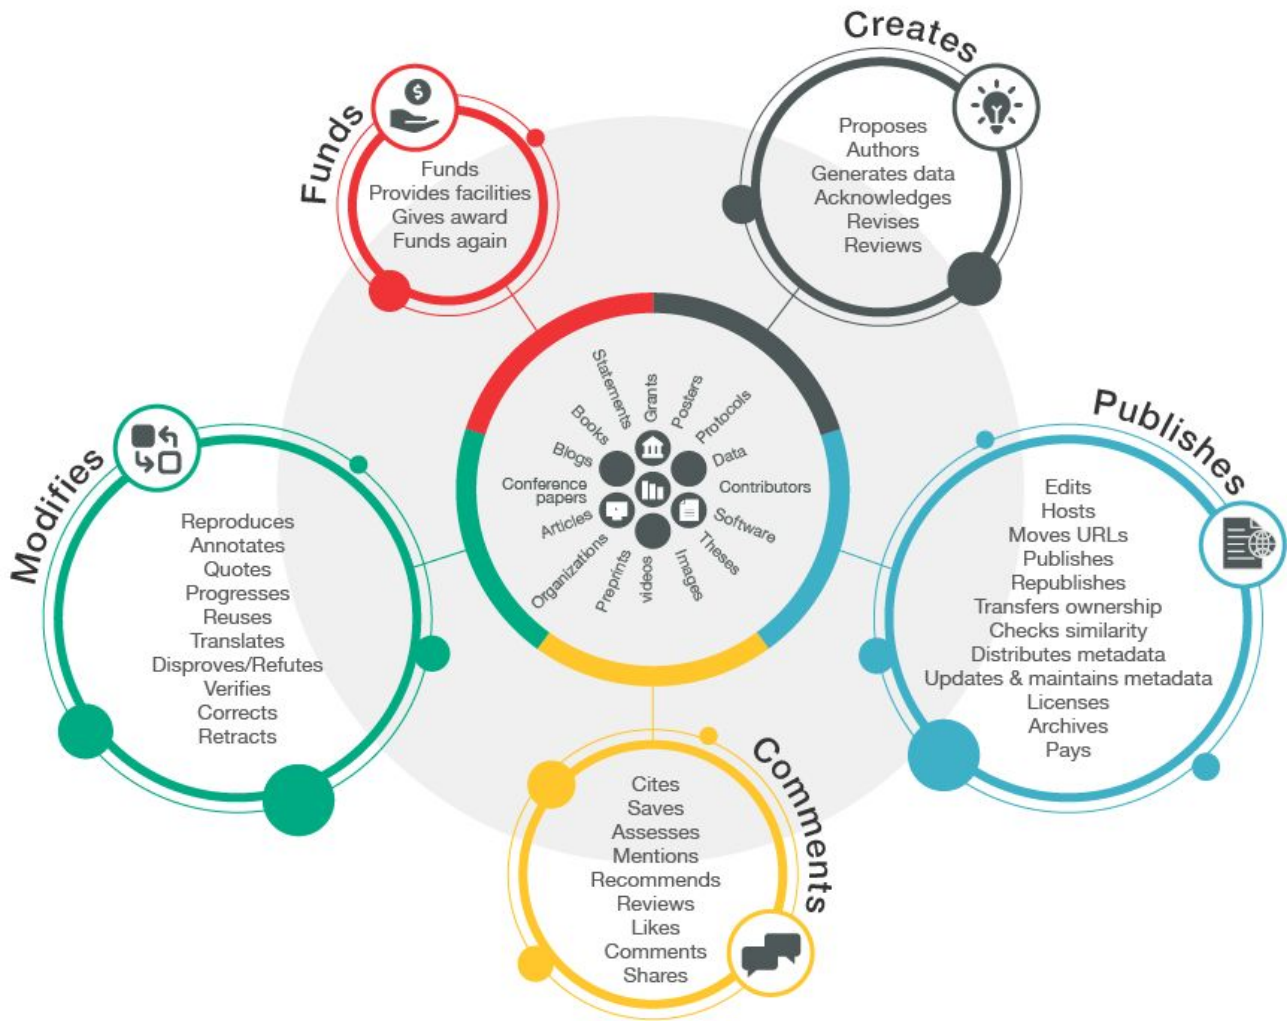 Creates
Proposes
Authors
Generates data
Acknowledges
Revises
Reviews
Funds
$
Funds
Provides facilities
Gives award
Funds again
Statements
Grants
Posters
Protocols
Data
Contributors
Software
Theses
Images
videos
Preprints
Organizations
Articles
Conference
papers
Blogs
Books
Publishes
Edits
Hosts
Moves URLs
Publishes
Republishes
Transfers ownership
Checks similarity
Distributes metadata
Updates & maintains metadata
Licenses
Archives
Pays
Modifies
Reproduces
Annotates
Quotes
Progresses
Reuses
Translates
Disproves/Refutes
Verifies
Corrects
Retracts
Comments
Cites
Saves
Assesses
Mentions
Recommends
Reviews
Likes
Comments
Shares